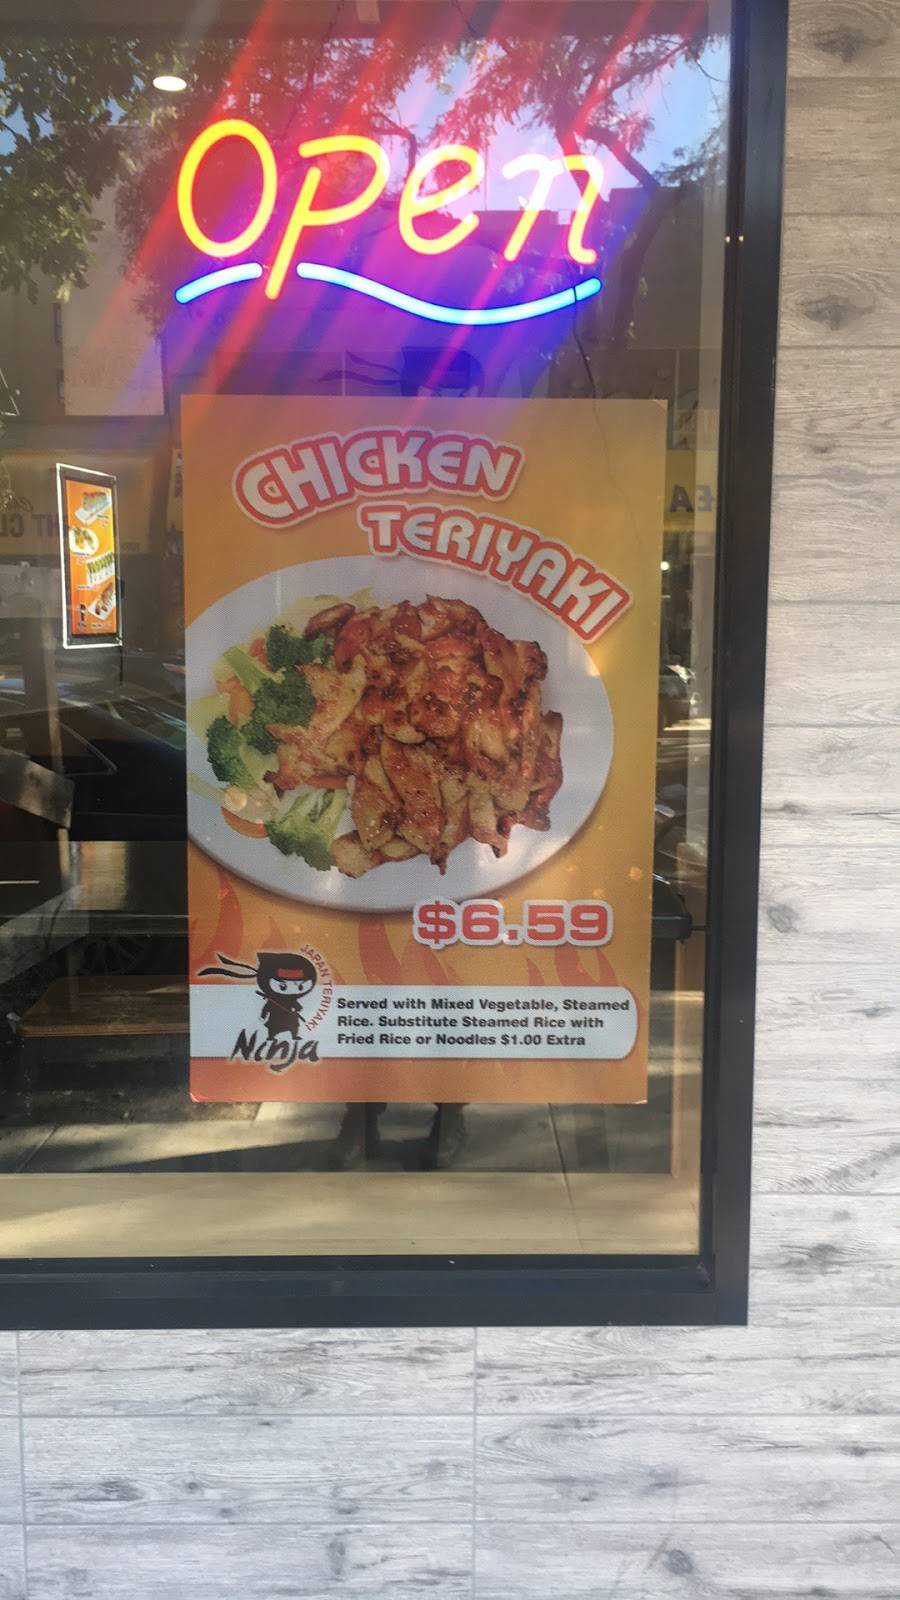 Open
CHICKEN
TERIYAKI
$6.59
JAPAN TERIYAKI
Ninja
Served with Mixed Vegetable, Steamed
Rice. Substitute Steamed Rice with
Fried Rice or Noodles $1.00 Extra